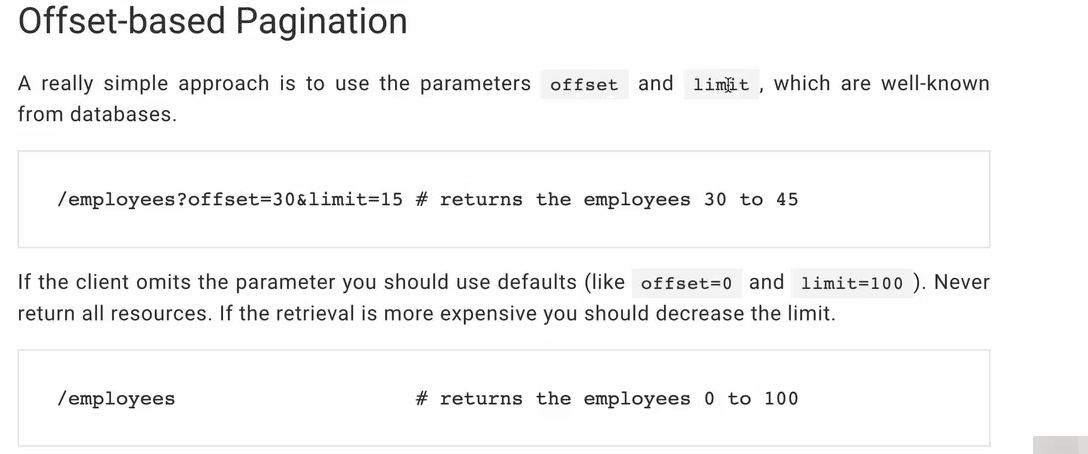 Offset-based Pagination
A really simple approach is to use the parameters offset and limit, which are well-known
from databases.
/employees?offset=30&limit=15 # returns the employees 30 to 45
If the client omits the parameter you should use defaults (like offset=0 and limit=100 ). Never
return all resources. If the retrieval is more expensive you should decrease the limit.
/employees # returns the employees 0 to 100